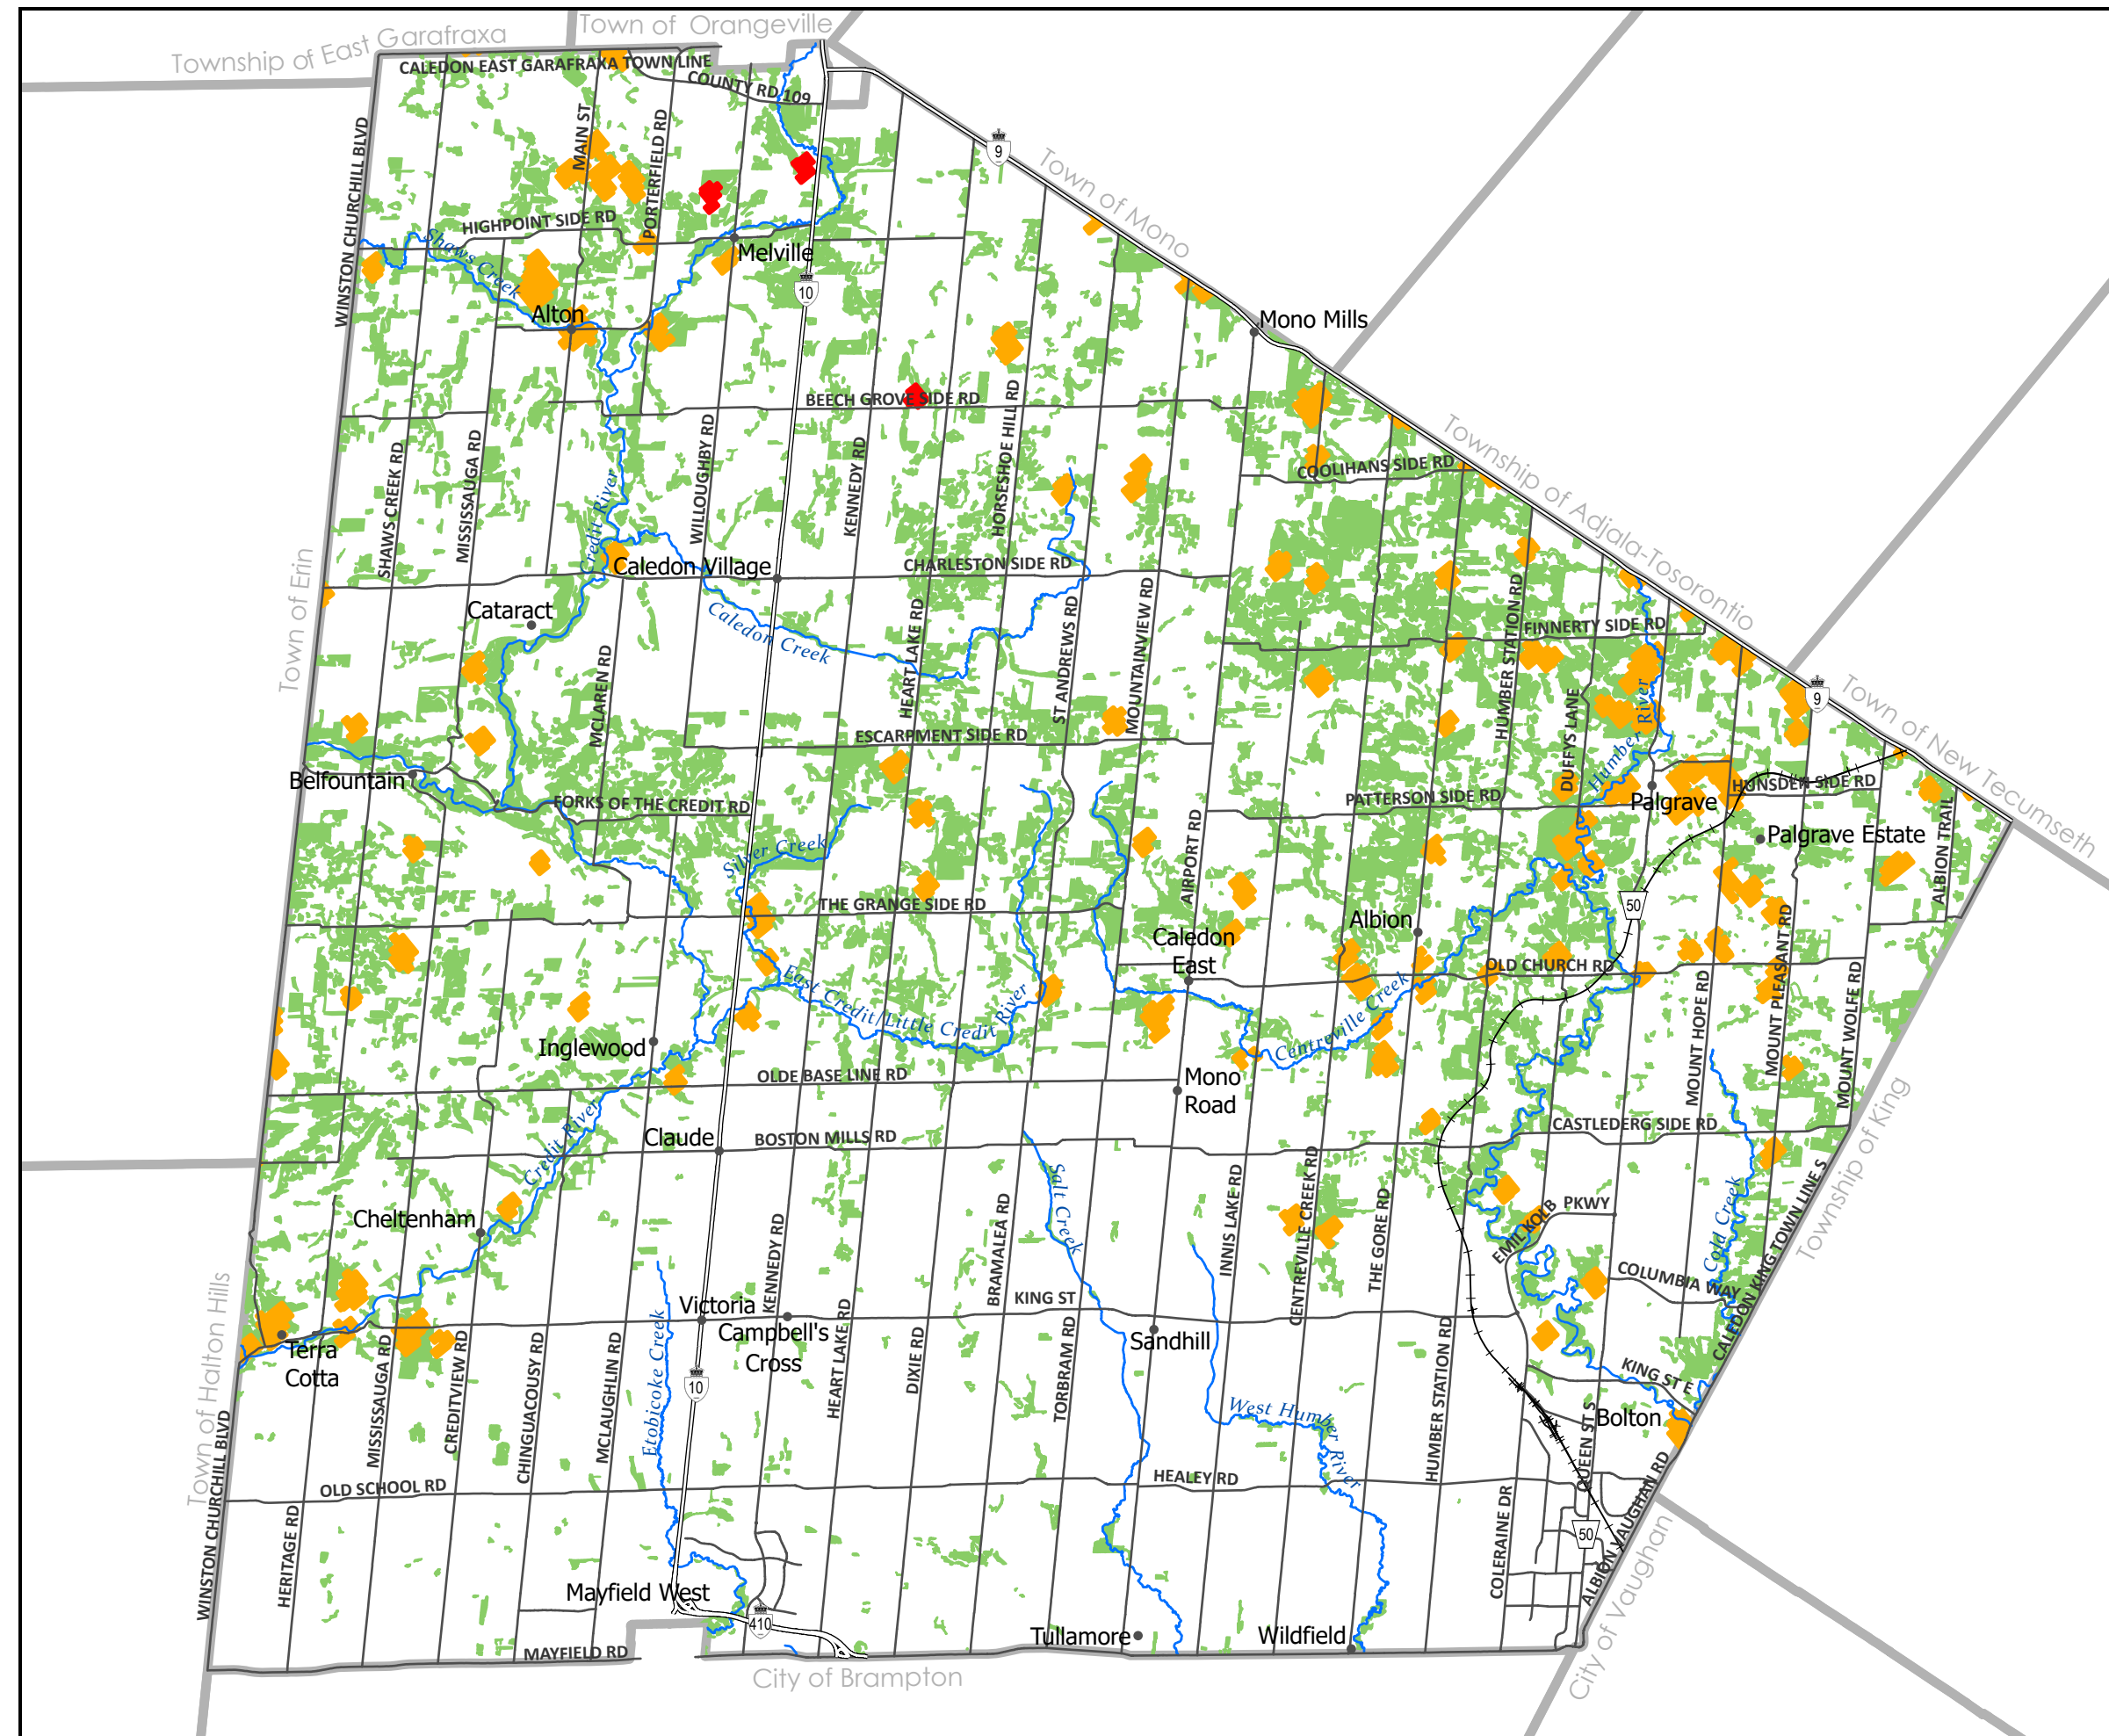 Town of Orangeville
Township of East Garafraxa
CALEDON EAST GARAFRAXA TOWN LINE
COUNTY RD 109
MAIN ST
PORTERFIELD RD
WINSTON CHURCHILL BLVD
9
Town of Mono
HIGHPOINT SIDE RD
Shaws Creek
Melville
10
Alton
Mono Mills
BEECH GROVE SIDE RD
HORSESHOE HILL RD
WILLOUGHBY RD
KENNEDY RD
SHAWS CREEK RD
MISSISSAUGA RD
Credit River
COOLIHANS SIDE RD
Township of Adjala-Tosorontio
Town of Erin
Caledon Village
CHARLESTON SIDE RD
Cataract
Caledon Creek
HEART LAKE RD
ST ANDREWS RD
MOUNTAINVIEW RD
HUMBER STATION RD
FINNERTY SIDE RD
MCLAREN RD
DUFFYS LANE
Humber River
9
Town of New Tecumseth
ESCARPMENT SIDE RD
Belfountain
FORKS OF THE CREDIT RD
PATTERSON SIDE RD
Palgrave
HUNSDEN SIDE RD
Palgrave Estate
ALBION TRAIL
Silver Creek
AIRPORT RD
THE GRANGE SIDE RD
50
Albion
Caledon
East
OLD CHURCH RD
MOUNT PLEASANT RD
MOUNT HOPE RD
MOUNT WOLFE RD
East Credit/Little Credit River
Centreville Creek
Inglewood
OLDE BASE LINE RD
Mono
Road
Township of King
Credit River
Claude
BOSTON MILLS RD
CASTLEDERG SIDE RD
Salt Creek
INNIS LAKE RD
CENTREVILLE CREEK RD
THE GORE RD
EMIL KOLB
PKWY
Cold Creek
CALEDON KING TOWN LINE S
Cheltenham
KENNEDY RD
BRAMALEA RD
COLUMBIA WAY
Town of Halton Hills
Victoria
KING ST
Campbell's
Cross
Sandhill
Terra
Cotta
MISSISSAUGA RD
CREDITVIEW RD
CHINGUACOUSY RD
MCLAUGHLIN RD
Etobicoke Creek
10
HEART LAKE RD
DIXIE RD
TORBRAM RD
HUMBER STATION RD
KING ST E
West Humber River
Bolton
QUEEN ST S
WINSTON CHURCHILL BLVD
OLD SCHOOL RD
HEALEY RD
HERITAGE RD
COLERAINE DR
50
ALBION VAUGHAN RD
City of Vaughan
Mayfield West
410
Tullamore
Wildfield
MAYFIELD RD
City of Brampton